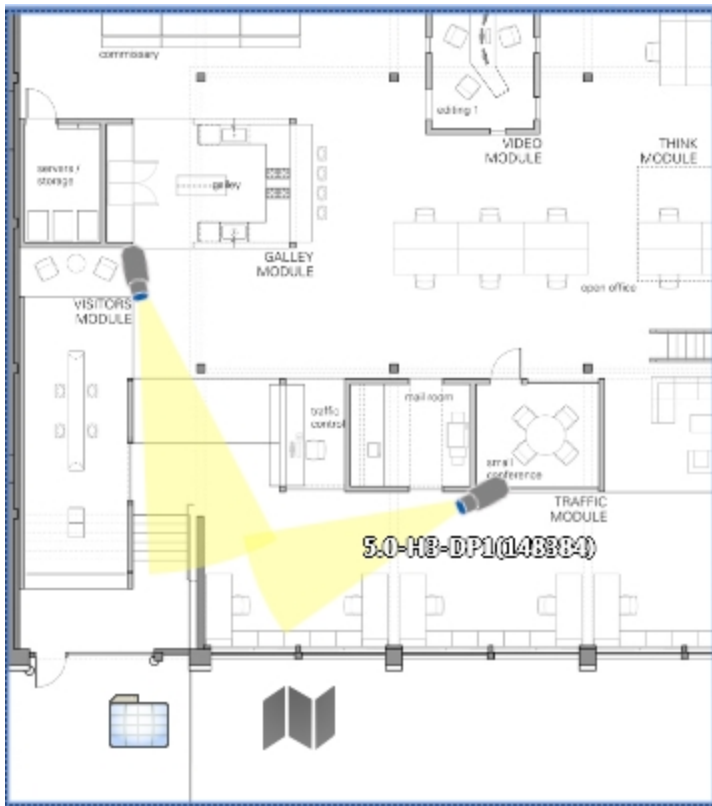 commissary
editing 1
VIDEO
MODULE
THINK
MODULE
servers /
storage
galley
GALLEY
MODULE
VISITORS
MODULE
open office
mail room
traffic
control
small
conference
TRAFFIC
MODULE
5.0-H3-DP1(148384)